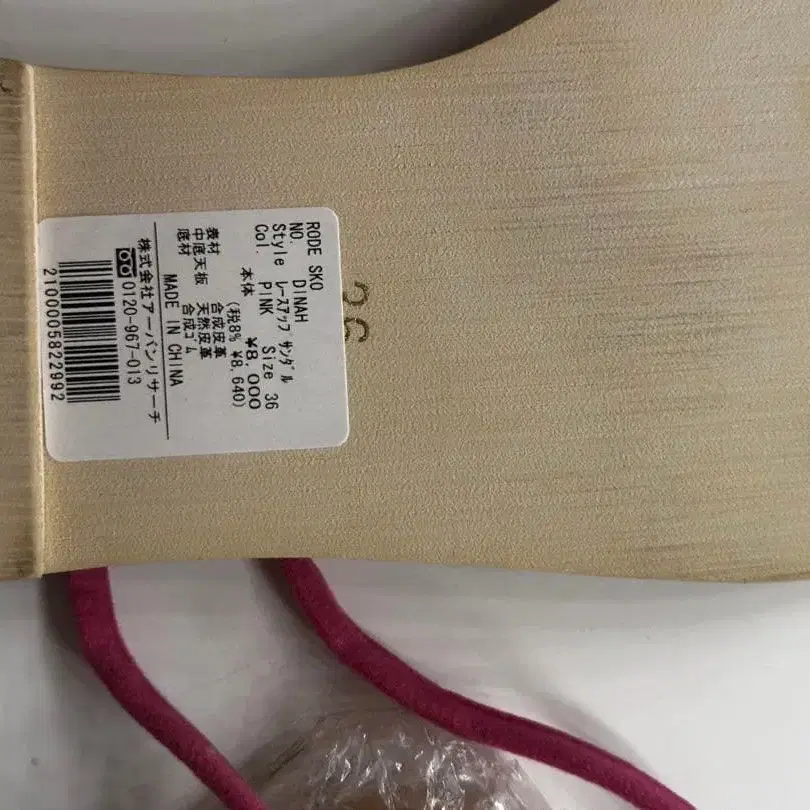 RODE SKO
NO. DINAH
Style レースアップ サンダル
Col. PINK Size 36
本体 ¥8,000
(税8% ¥8,640)
表材 合成皮革
中底天板 天然皮革
底材 合成ゴム
MADE IN CHINA
株式会社アーバンリサーチ
0120-967-013
2100005822992
36